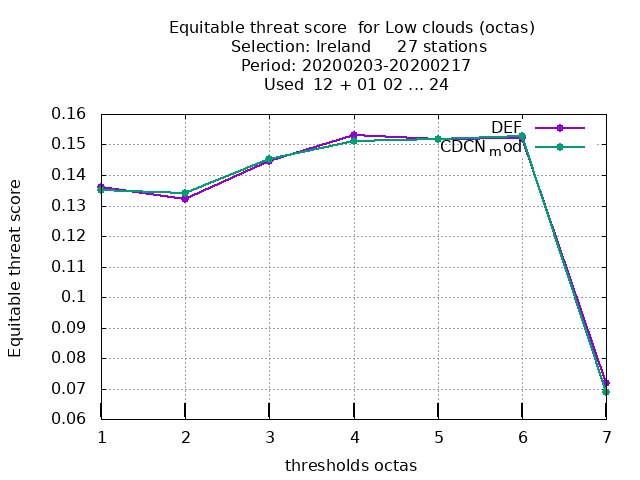 Equitable threat score  for Low clouds (octas)
Selection: Ireland     27 stations
Period: 20200203-20200217
Used  12 + 01 02 ... 24
DEF
CDCN mod
Equitable threat score
0.16
0.15
0.14
0.13
0.12
0.11
0.1
0.09
0.08
0.07
0.06
1 2 3 4 5 6 7
thresholds octas